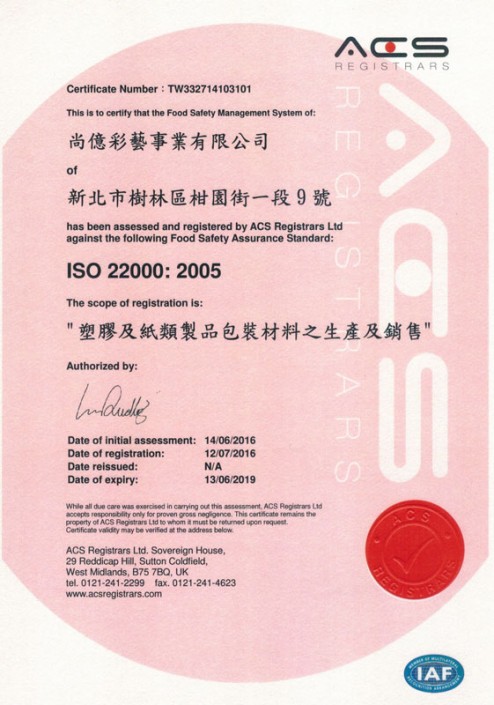 ACS
REGISTRARS
Certificate Number : TW332714103101
This is to certify that the Food Safety Management System of:
尚億彩藝事業有限公司
of
新北市樹林區柑園街一段9號
has been assessed and registered by ACS Registrars Ltd
against the following Food Safety Assurance Standard:
ISO 22000: 2005
The scope of registration is:
"塑膠及紙類製品包裝材料之生產及銷售"
Authorized by:
Date of initial assessment: 14/06/2016
Date of registration: 12/07/2016
Date reissued: N/A
Date of expiry: 13/06/2019
While all due care was exercised in carrying out this assessment, ACS Registrars Ltd
accepts responsibility only for proven gross negligence. This certificate remains the
property of ACS Registrars Ltd to whom it must be returned upon request.
Certificate validity may be verified at the address below.
ACS Registrars Ltd. Sovereign House,
29 Reddicap Hill, Sutton Coldfield,
West Midlands, B75 7BQ, UK
tel. 0121-241-2299 fax. 0121-241-4623
www.acsregistrars.com
ACS
REGISTRARS
ACS
REGISTRARS
IAF